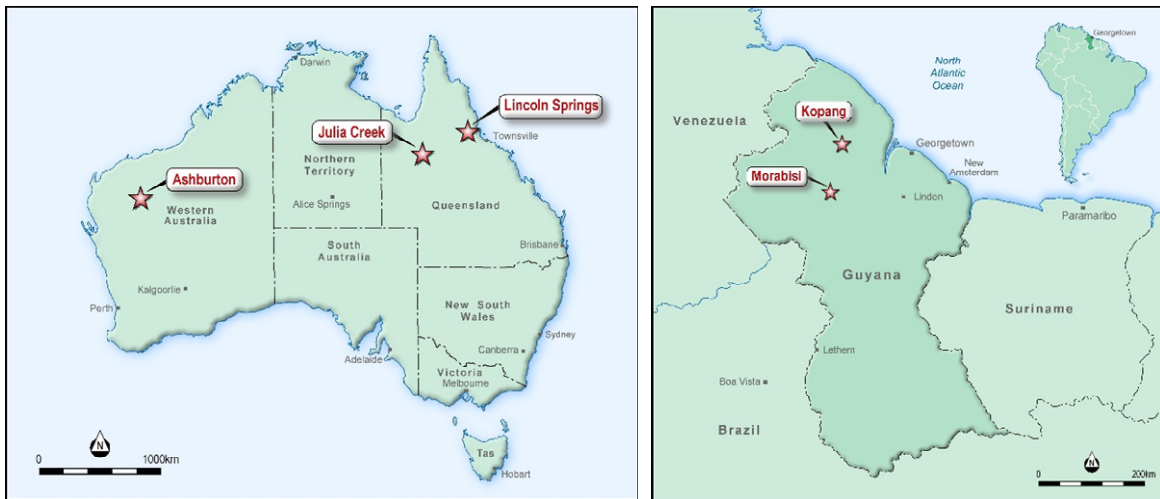 Darwin
Lincoln Springs
Julia Creek
Townsville
Northern
Territory
Ashburton
Western
Australia
Alice Springs
Queensland
Brisbane
South
Australia
Kalgoorlie
Perth
New South
Wales
Sydney
Adelaide
Canberra
Victoria
Melbourne
Tas
Hobart
N
0
1000km
Georgetown
North
Atlantic
Ocean
Venezuela
Kopang
Georgetown
New
Amsterdam
Morabisi
Lindon
Paramaribo
Guyana
Suriname
Lethern
Boa Vista
Brazil
N
0
200km